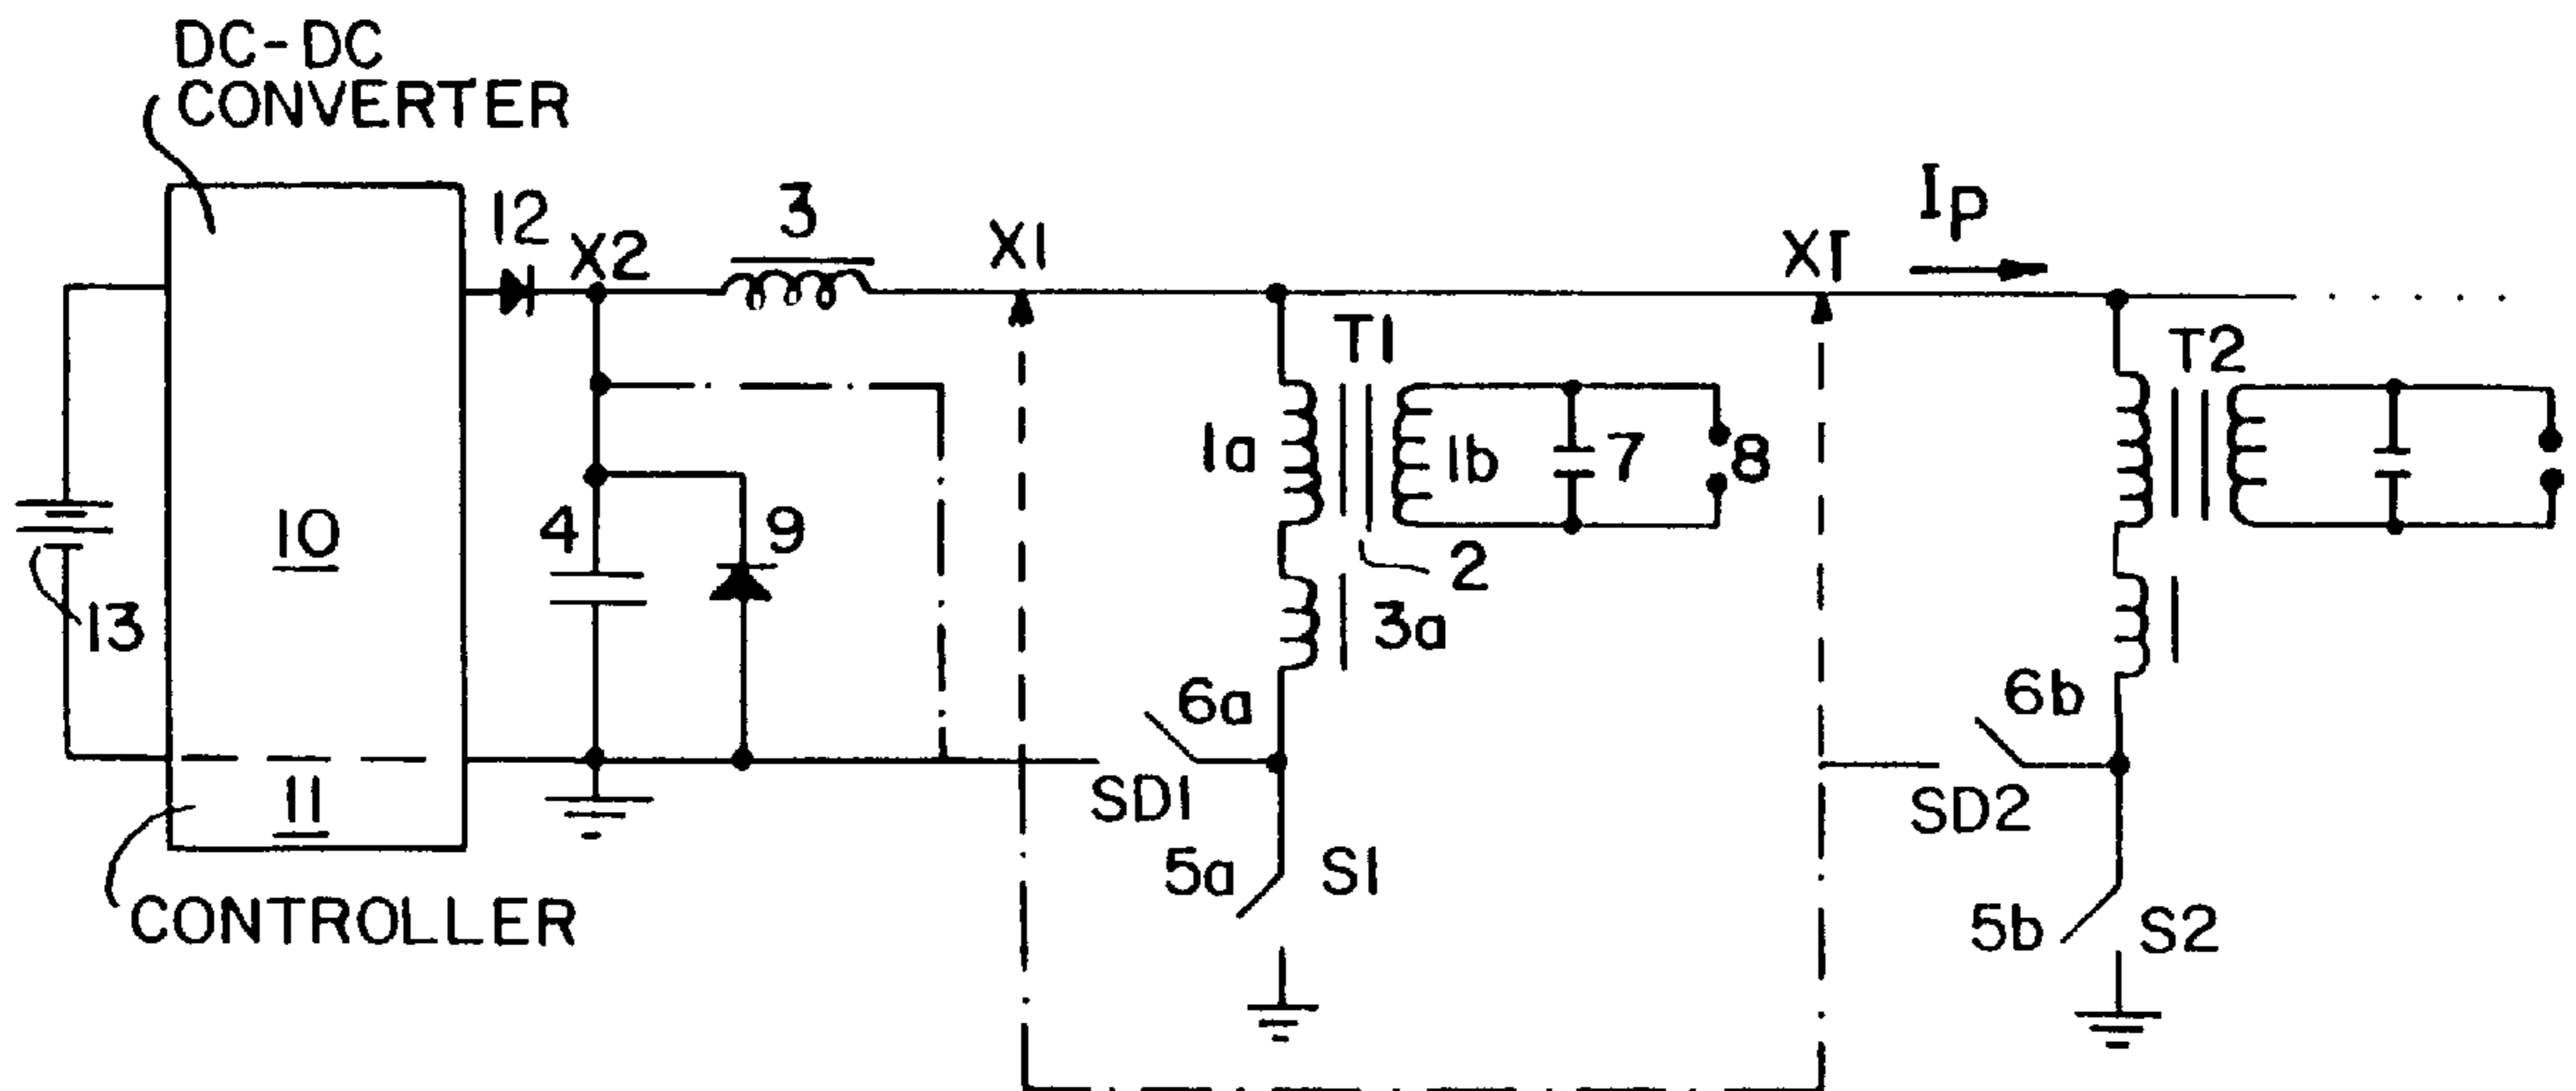 DC-DC
CONVERTER
12
X2
3
X1
XT
Ip
T1
T2
1a
1b
7
8
10
4
9
2
13
3a
6a
6b
11
SD1
SD2
5a
S1
5b
S2
CONTROLLER